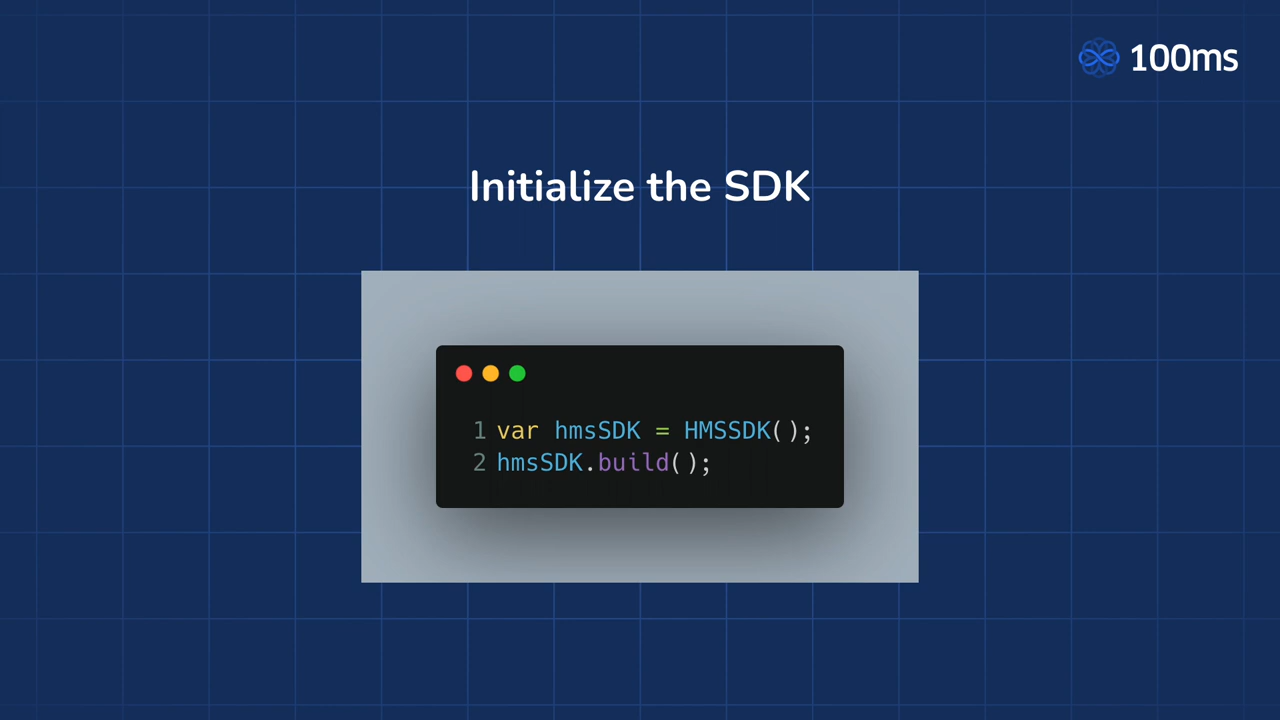 100ms
Initialize the SDK
1 var hmsSDK = HMSSDK();
2 hmsSDK.build();